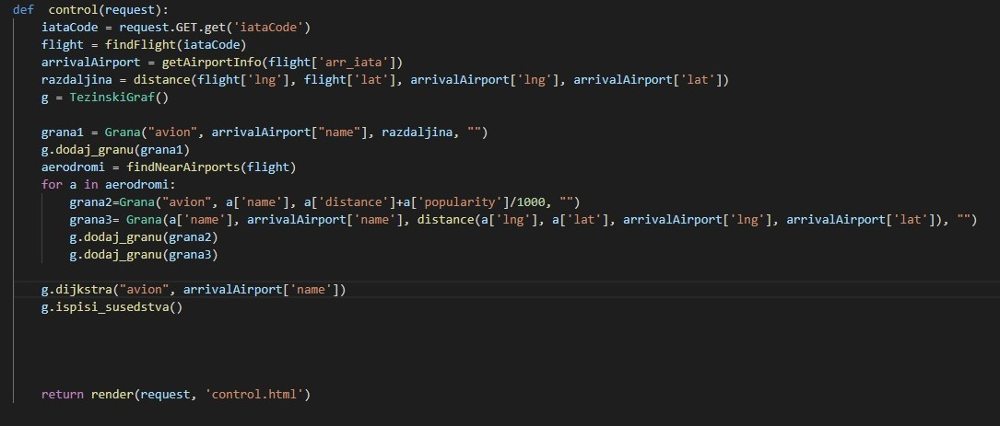 def  control(request):
    iataCode = request.GET.get('iataCode')
    flight = findFlight(iataCode)
    arrivalAirport = getAirportInfo(flight['arr_iata'])
    razdaljina = distance(flight['lng'], flight['lat'], arrivalAirport['lng'], arrivalAirport['lat'])
    g = TezinskiGraf()

    grana1 = Grana("avion", arrivalAirport["name"], razdaljina, "")
    g.dodaj_granu(grana1)
    aerodromi = findNearAirports(flight)
    for a in aerodromi:
        grana2=Grana("avion", a['name'], a['distance']+a['popularity']/1000, "")
        grana3= Grana(a['name'], arrivalAirport['name'], distance(a['lng'], a['lat'], arrivalAirport['lng'], arrivalAirport['lat']), "")
        g.dodaj_granu(grana2)
        g.dodaj_granu(grana3)

    g.dijkstra("avion", arrivalAirport['name'])
    g.ispisi_susedstva()

    return render(request, 'control.html')